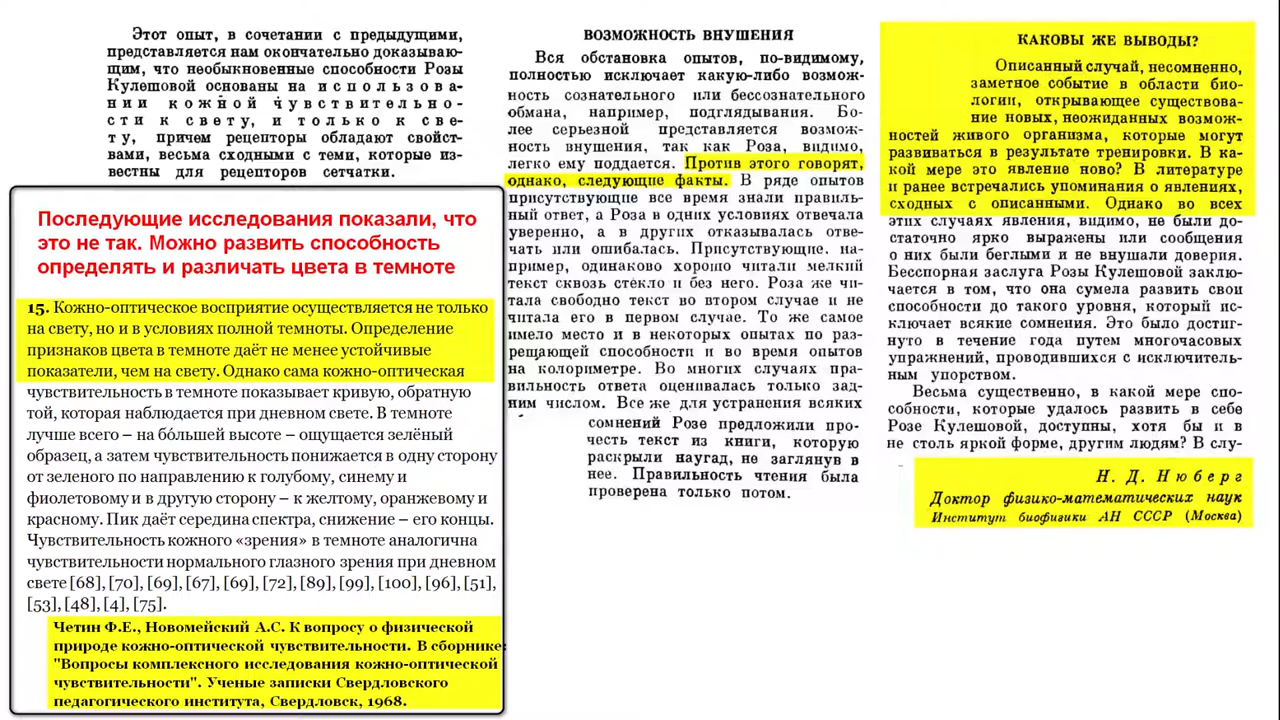 Этот опыт, в сочетании с предыдущими,
представляется нам окончательно доказываю-
щим, что необыкновенные способности Розы
Кулешовой основаны на использова-
нии кожной чувствительно-
сти к свету, и только к све-
ту, причем рецепторы обладают свойст-
вами, весьма сходными с теми, которые из-
вестны для рецепторов сетчатки.
Последующие исследования показали, что
это не так. Можно развить способность
определять и различать цвета в темноте
15. Кожно-оптическое восприятие осуществляется не только
на свету, но и в условиях полной темноты. Определение
признаков цвета в темноте даёт не менее устойчивые
показатели, чем на свету. Однако сама кожно-оптическая
чувствительность в темноте показывает кривую, обратную
той, которая наблюдается при дневном свете. В темноте
лучше всего – на бо́льшей высоте – ощущается зелёный
образец, а затем чувствительность понижается в одну сторону
от зеленого по направлению к голубому, синему и
фиолетовому и в другую сторону – к желтому, оранжевому и
красному. Пик даёт середина спектра, снижение – его концы.
Чувствительность кожного «зрения» в темноте аналогична
чувствительности нормального глазного зрения при дневном
свете [68], [70], [69], [67], [69], [72], [89], [99], [100], [96], [51],
[53], [48], [4], [75].
Четин Ф.Е., Новомейский А.С. К вопросу о физической
природе кожно-оптической чувствительности. В сборнике:
"Вопросы комплексного исследования кожно-оптической
чувствительности". Ученые записки Свердловского
педагогического института, Свердловск, 1968.
ВОЗМОЖНОСТЬ ВНУШЕНИЯ
Вся обстановка опытов, по-видимому,
полностью исключает какую-либо возмож-
ность сознательного или бессознательного
обмана, например, подглядывания. Бо-
лее серьезной представляется возмож-
ность внушения, так как Роза, видимо,
легко ему поддается. Против этого говорят,
однако, следующие факты. В ряде опытов
присутствующие все время знали правиль-
ный ответ, а Роза в одних условиях отвечала
уверенно, а в других отказывалась отве-
чать или ошибалась. Присутствующие, на-
пример, одинаково хорошо читали мелкий
текст сквозь стекло и без него. Роза же чи-
тала свободно текст во втором случае и не
читала его в первом случае. То же самое
имело место и в некоторых опытах по раз-
решающей способности и во время опытов
на колориметре. Во многих случаях пра-
вильность ответа оценивалась только зад-
ним числом. Все же для устранения всяких
сомнений Розе предложили про-
честь текст из книги, которую
раскрыли наугад, не заглянув в
нее. Правильность чтения была
проверена только потом.
КАКОВЫ ЖЕ ВЫВОДЫ?
Описанный случай, несомненно,
заметное событие в области био-
логии, открывающее существова-
ние новых, неожиданных возмож-
ностей живого организма, которые могут
развиваться в результате тренировки. В ка-
кой мере это явление ново? В литературе
и ранее встречались упоминания о явлениях,
сходных с описанными. Однако во всех
этих случаях явления, видимо, не были до-
статочно ярко выражены или сообщения
о них были беглыми и не внушали доверия.
Бесспорная заслуга Розы Кулешовой заклю-
чается в том, что она сумела развить свои
способности до такого уровня, который ис-
ключает всякие сомнения. Это было достиг-
нуто в течение года путем многочасовых
упражнений, проводившихся с исключитель-
ным упорством.
Весьма существенно, в какой мере спо-
собности, которые удалось развить в себе
Розе Кулешовой, доступны, хотя бы и в
не столь яркой форме, другим людям? В слу-
Н. Д. Нюберг
Доктор физико-математических наук
Институт биофизики АН СССР (Москва)